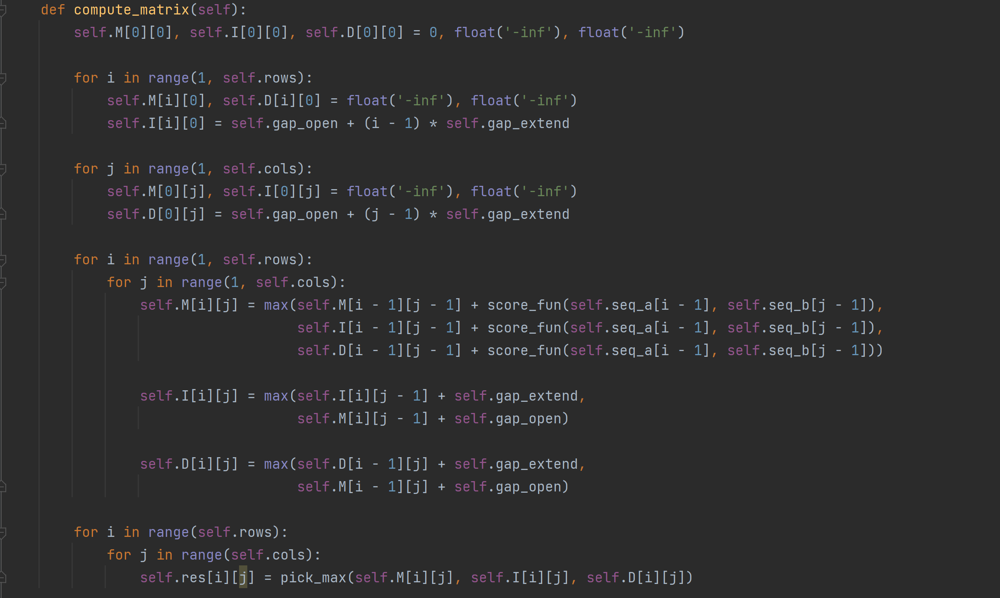 def compute_matrix(self):
    self.M[0][0], self.I[0][0], self.D[0][0] = 0, float('-inf'), float('-inf')

    for i in range(1, self.rows):
        self.M[i][0], self.D[i][0] = float('-inf'), float('-inf')
        self.I[i][0] = self.gap_open + (i - 1) * self.gap_extend

    for j in range(1, self.cols):
        self.M[0][j], self.I[0][j] = float('-inf'), float('-inf')
        self.D[0][j] = self.gap_open + (j - 1) * self.gap_extend

    for i in range(1, self.rows):
        for j in range(1, self.cols):
            self.M[i][j] = max(self.M[i - 1][j - 1] + score_fun(self.seq_a[i - 1], self.seq_b[j - 1]),
                               self.I[i - 1][j - 1] + score_fun(self.seq_a[i - 1], self.seq_b[j - 1]),
                               self.D[i - 1][j - 1] + score_fun(self.seq_a[i - 1], self.seq_b[j - 1]))

            self.I[i][j] = max(self.I[i][j - 1] + self.gap_extend,
                               self.M[i][j - 1] + self.gap_open)

            self.D[i][j] = max(self.D[i - 1][j] + self.gap_extend,
                               self.M[i - 1][j] + self.gap_open)

    for i in range(self.rows):
        for j in range(self.cols):
            self.res[i][j] = pick_max(self.M[i][j], self.I[i][j], self.D[i][j])